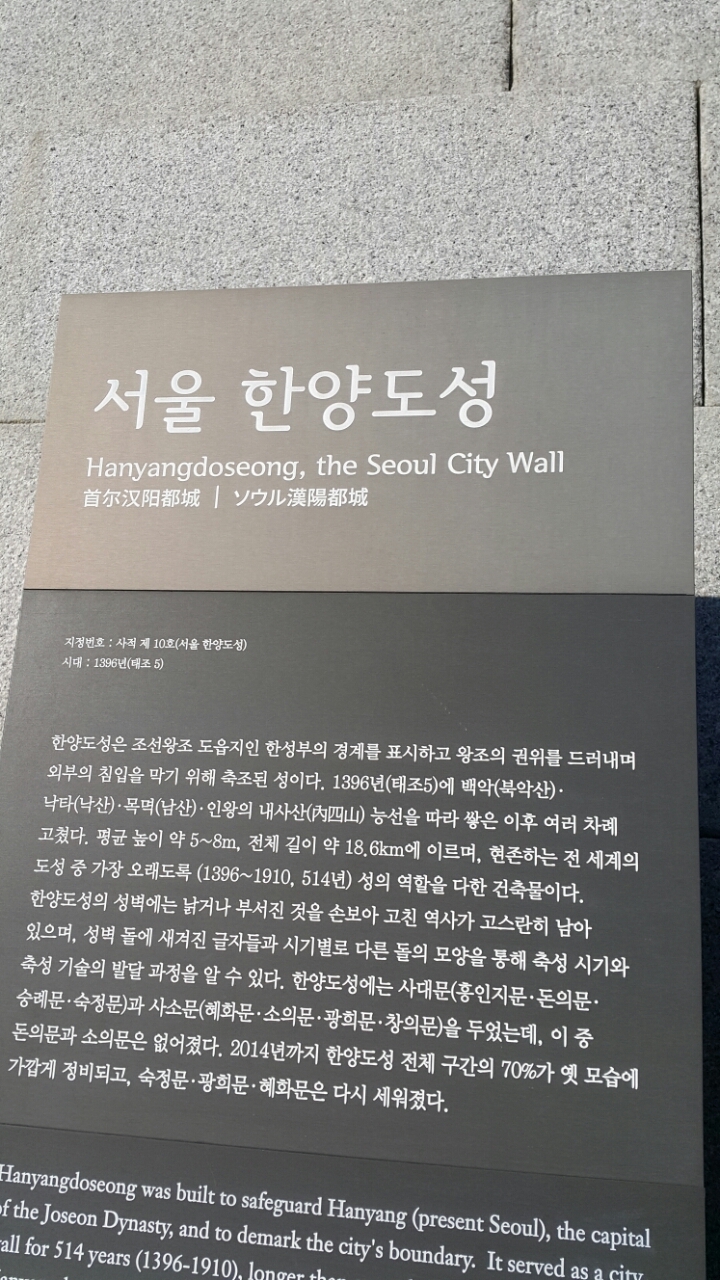 서울 한양도성
Hanyangdoseong, the Seoul City Wall
首尔汉阳都城 | ソウル漢陽都城
지정번호 : 사적 제 10호(서울 한양도성)
시대 : 1396년(태조 5)
한양도성은 조선왕조 도읍지인 한성부의 경계를 표시하고 왕조의 권위를 드러내며
외부의 침입을 막기 위해 축조된 성이다. 1396년(태조5)에 백악(북악산)·
낙타(낙산)·목멱(남산)·인왕의 내사산(內四山) 능선을 따라 쌓은 이후 여러 차례
고쳤다. 평균 높이 약 5~8m, 전체 길이 약 18.6km에 이르며, 현존하는 전 세계의
도성 중 가장 오래도록 (1396~1910, 514년) 성의 역할을 다한 건축물이다.
한양도성의 성벽에는 낡거나 부서진 것을 손보아 고친 역사가 고스란히 남아
있으며, 성벽 돌에 새겨진 글자들과 시기별로 다른 돌의 모양을 통해 축성 시기와
축성 기술의 발달 과정을 알 수 있다. 한양도성에는 사대문(흥인지문·돈의문·
숭례문·숙정문)과 사소문(혜화문·소의문·광희문·창의문)을 두었는데, 이 중
돈의문과 소의문은 없어졌다. 2014년까지 한양도성 전체 구간의 70%가 옛 모습에
가깝게 정비되고, 숙정문·광희문·혜화문은 다시 세워졌다.
Hanyangdoseong was built to safeguard Hanyang (present Seoul), the capital
of the Joseon Dynasty, and to demark the city's boundary. It served as a city
wall for 514 years (1396-1910), longer